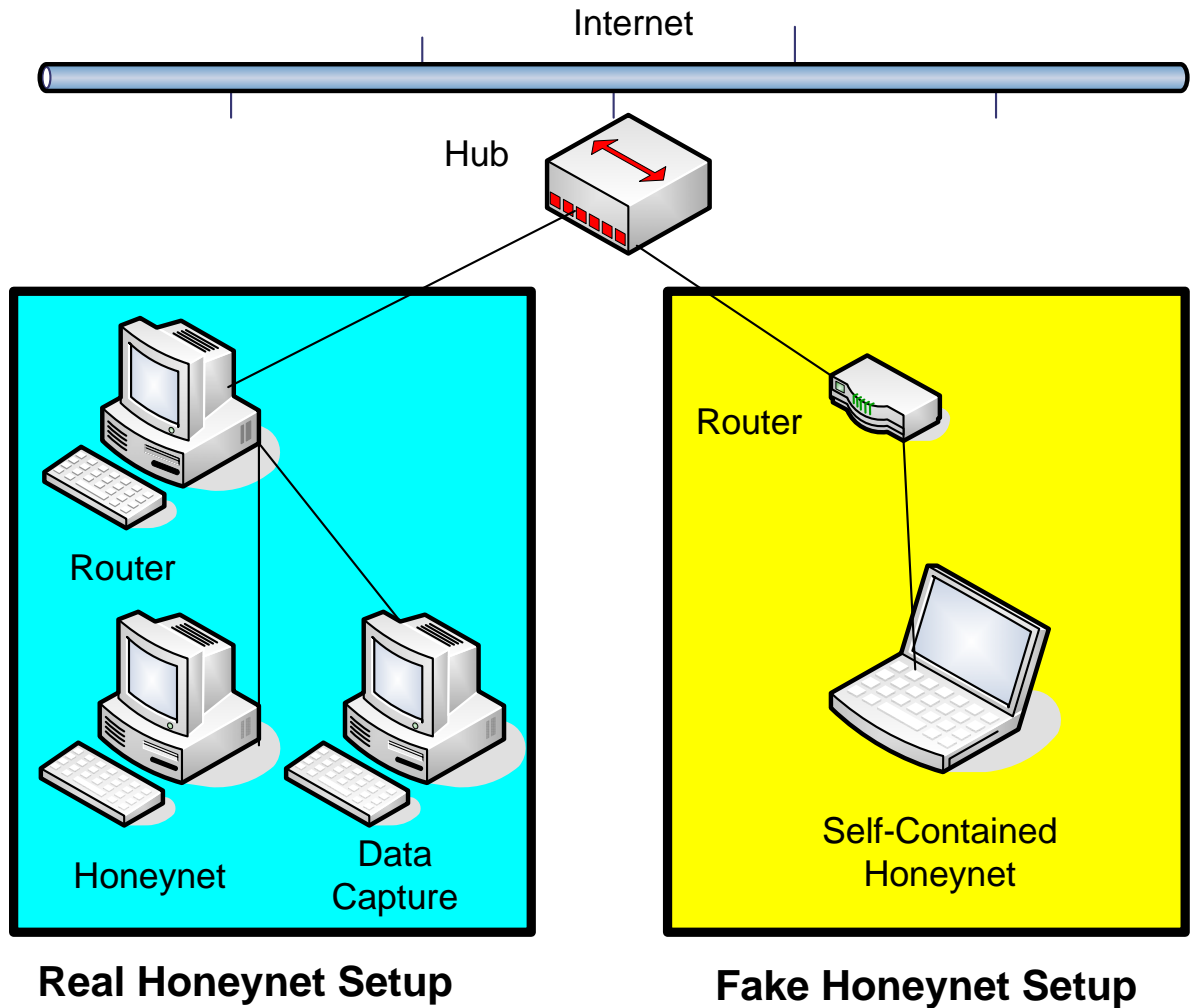 Internet
Hub
Router
Honeynet
Data
Capture
Real Honeynet Setup
Router
Self-Contained
Honeynet
Fake Honeynet Setup